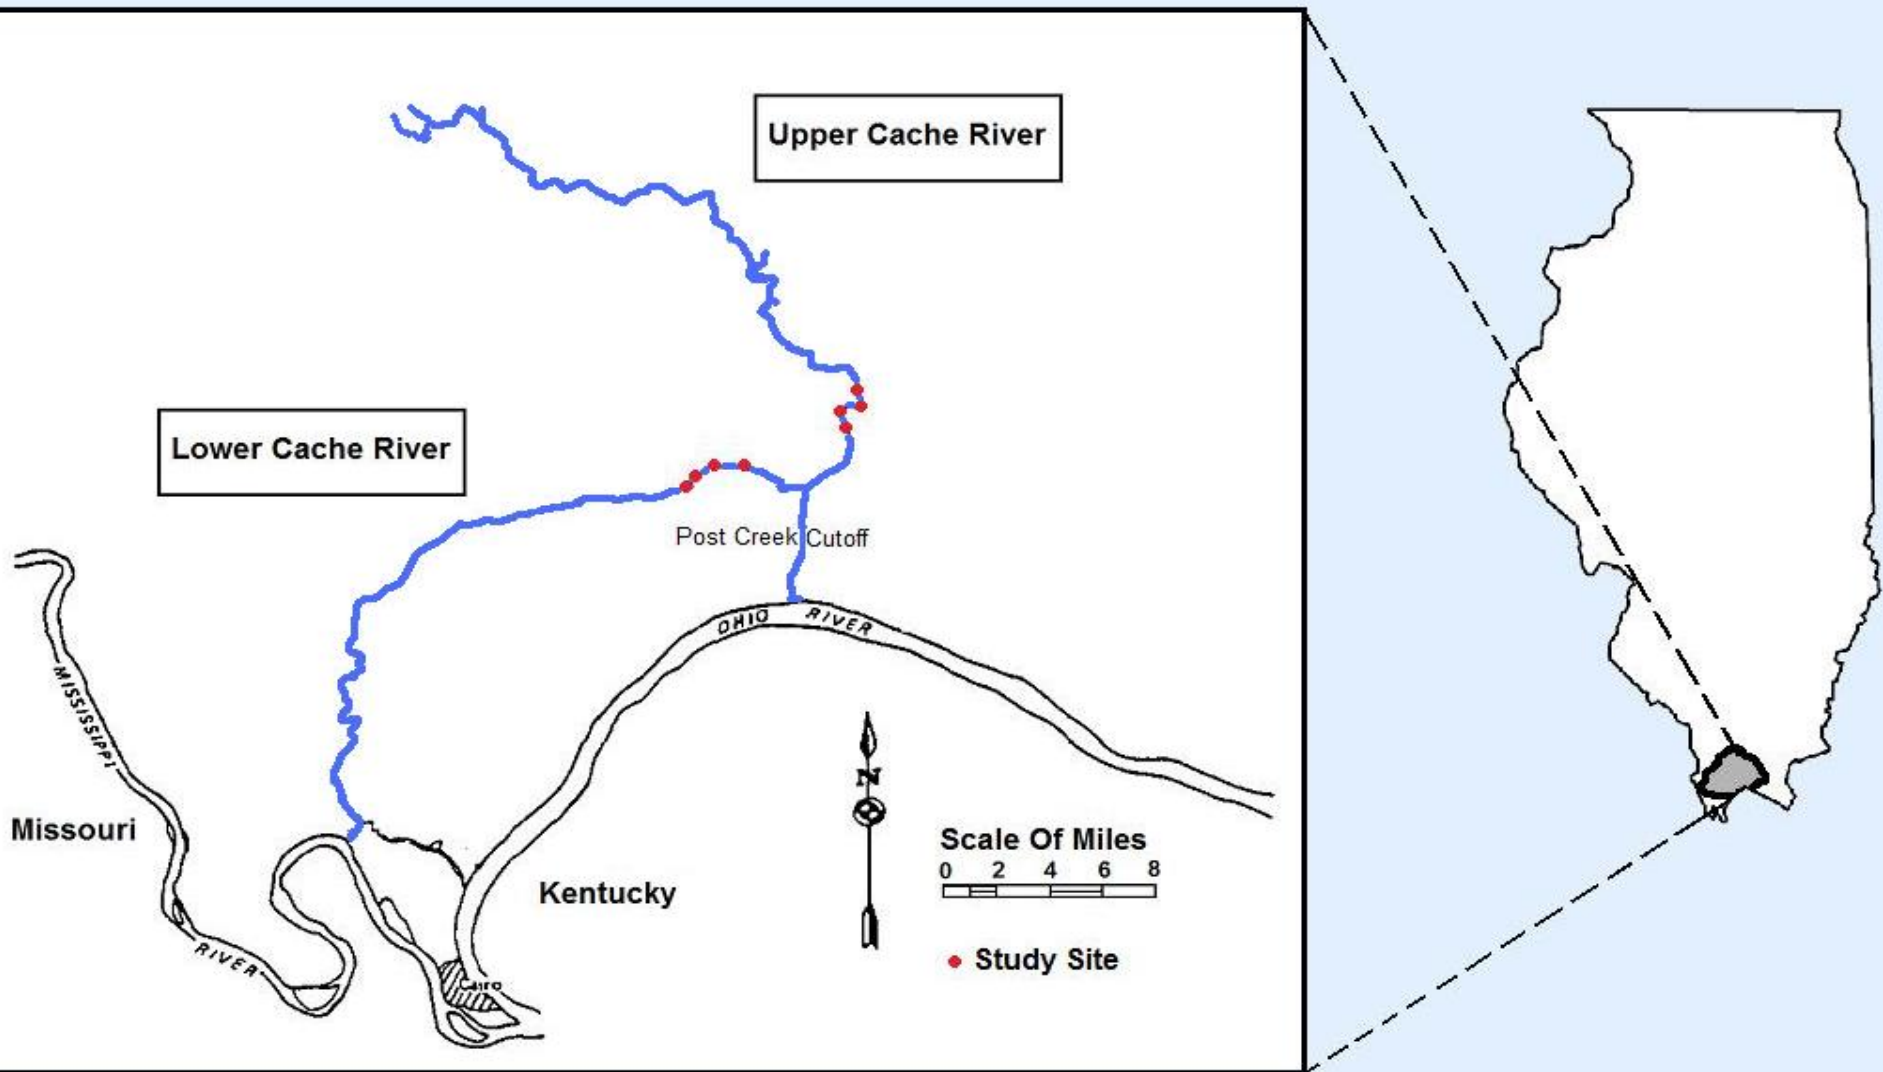 Upper Cache River
Lower Cache River
Post Creek Cutoff
OHIO RIVER
MISSISSIPPI
RIVER
Missouri
Kentucky
Cairo
N
Scale Of Miles
0 2 4 6 8
Study Site